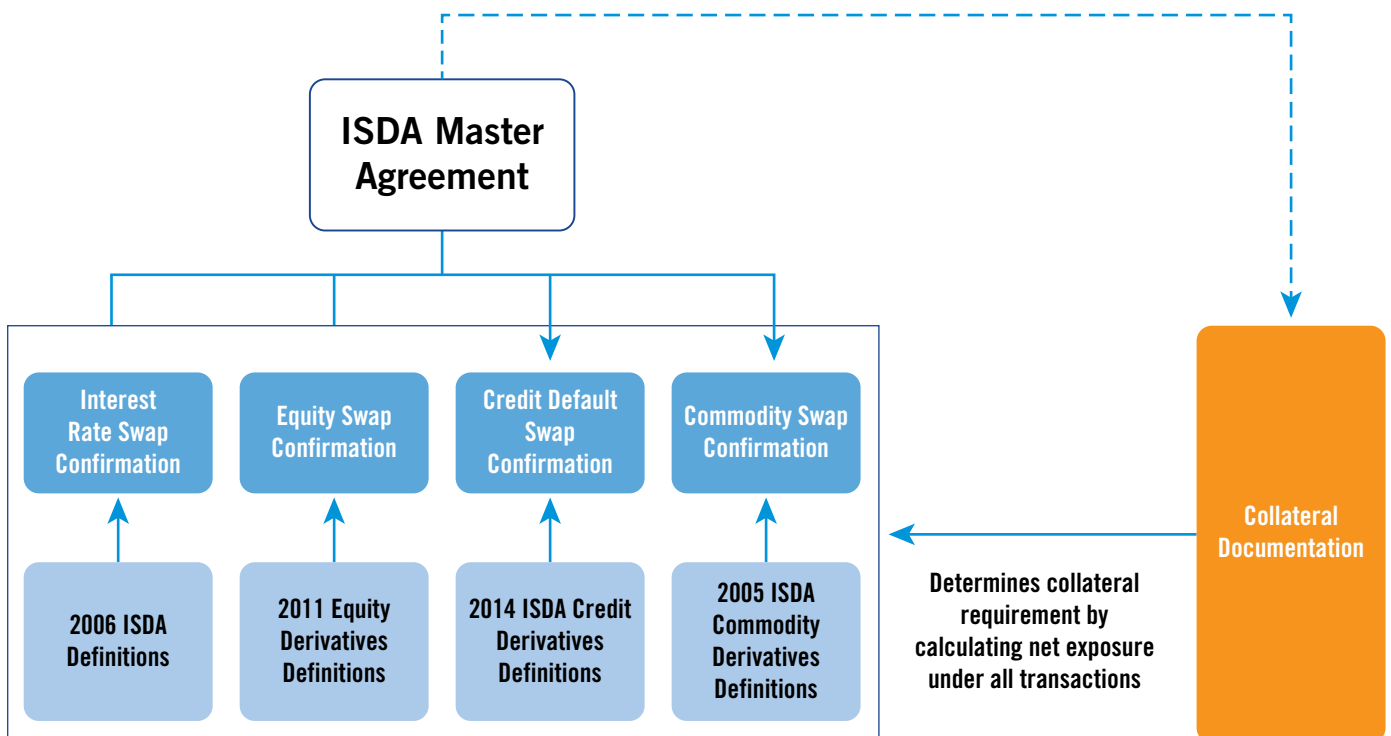 ISDA Master
Agreement
Interest
Rate Swap
Confirmation
Equity Swap
Confirmation
Credit Default
Swap
Confirmation
Commodity Swap
Confirmation
2006 ISDA
Definitions
2011 Equity
Derivatives
Definitions
2014 ISDA Credit
Derivatives
Definitions
2005 ISDA
Commodity
Derivatives
Definitions
Determines collateral
requirement by
calculating net exposure
under all transactions
Collateral
Documentation